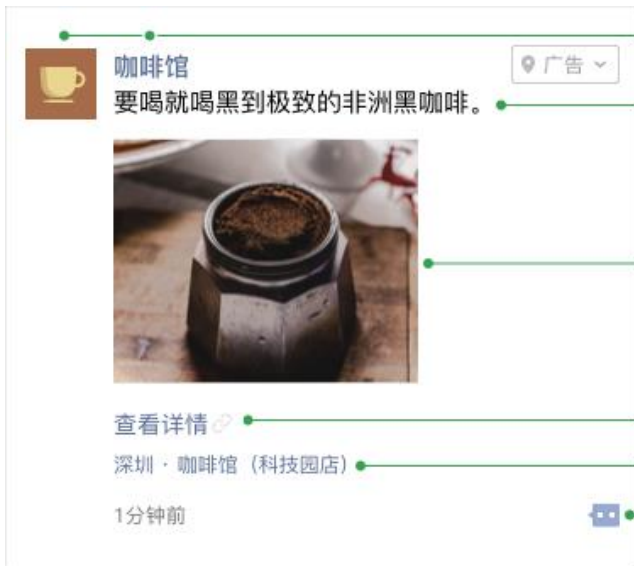 咖啡馆
广告
要喝就喝黑到极致的非洲黑咖啡。
查看详情
深圳·咖啡馆（科技园店）
1分钟前